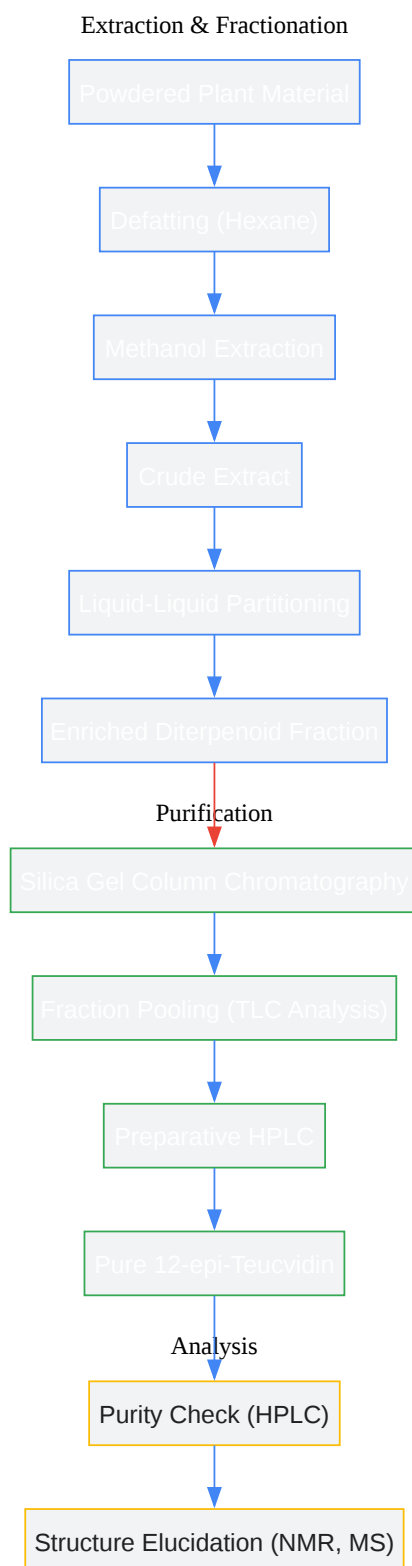 Extraction & Fractionation
Powdered Plant Material
Defatting (Hexane)
Methanol Extraction
Crude Extract
Liquid-Liquid Partitioning
Enriched Diterpenoid Fraction
Purification
Silica Gel Column Chromatography
Fraction Pooling (TLC Analysis)
Preparative HPLC
Pure 12-epi-Teucvidin
Analysis
Purity Check (HPLC)
Structure Elucidation (NMR, MS)